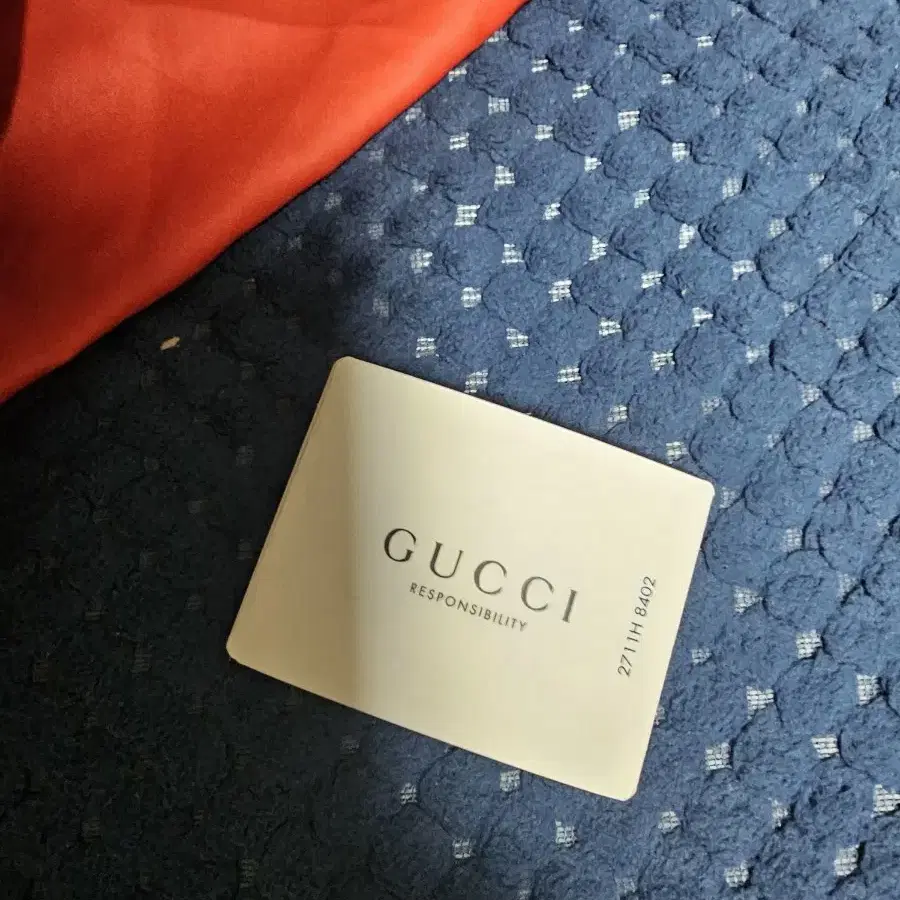 GUCCI
RESPONSIBILITY
2711H 8402